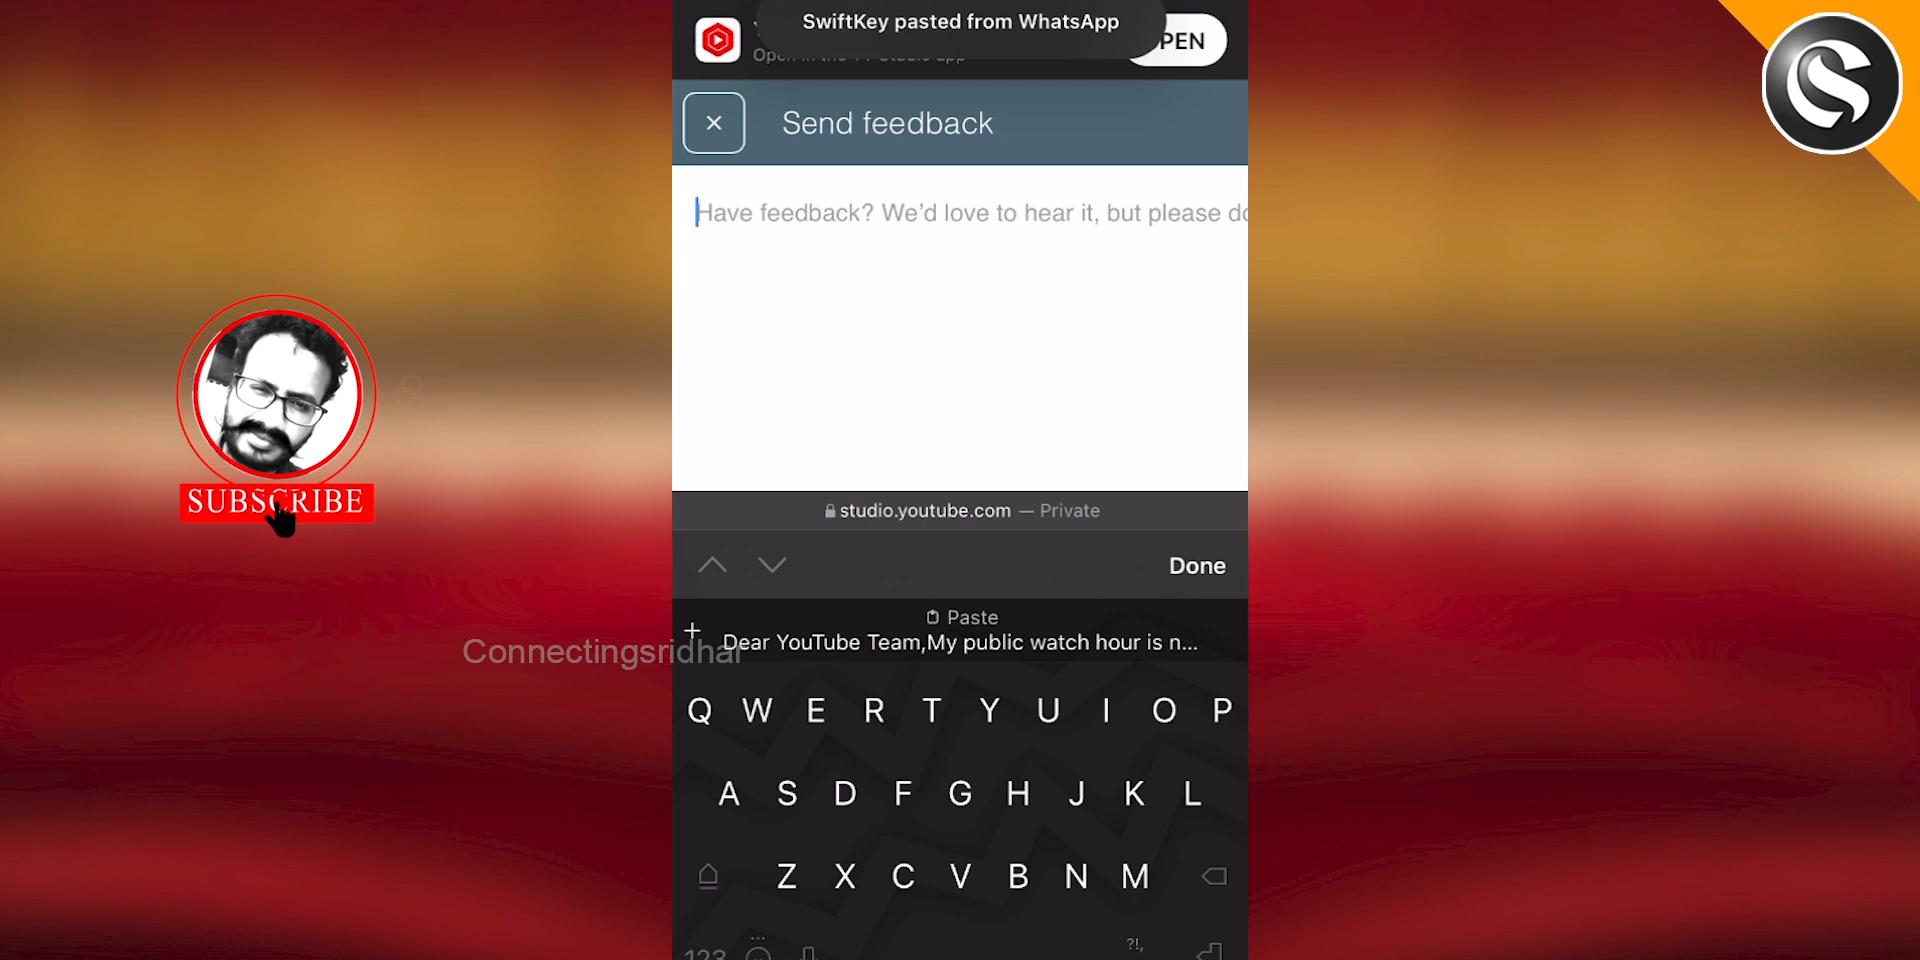 SwiftKey pasted from WhatsApp
PEN
Send feedback
Have feedback? We'd love to hear it, but please
studio.youtube.com — Private
Done
Paste
Dear YouTube Team,My public watch hour is n...
SUBSCRIBE
Connectingsridhar
Q W E R T Y U I O P
A S D F G H J K L
Z X C V B N M
123
?!,